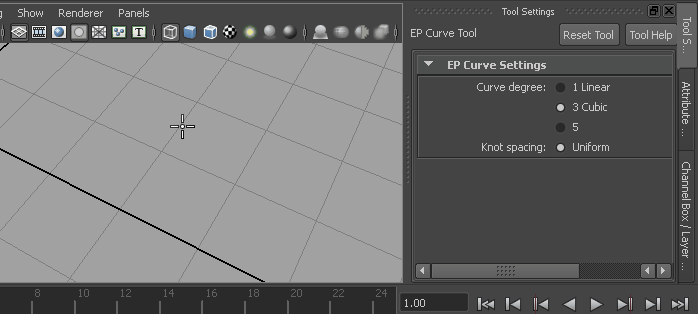 Show Renderer Panels
Tool Settings
EP Curve Tool
Reset Tool
Tool Help
EP Curve Settings
Curve degree: 1 Linear
3 Cubic
5
Knot spacing: Uniform
Tool S...
Attribute ...
Channel Box / Layer ...
8 10 12 14 16 18 20 22 24
1.00